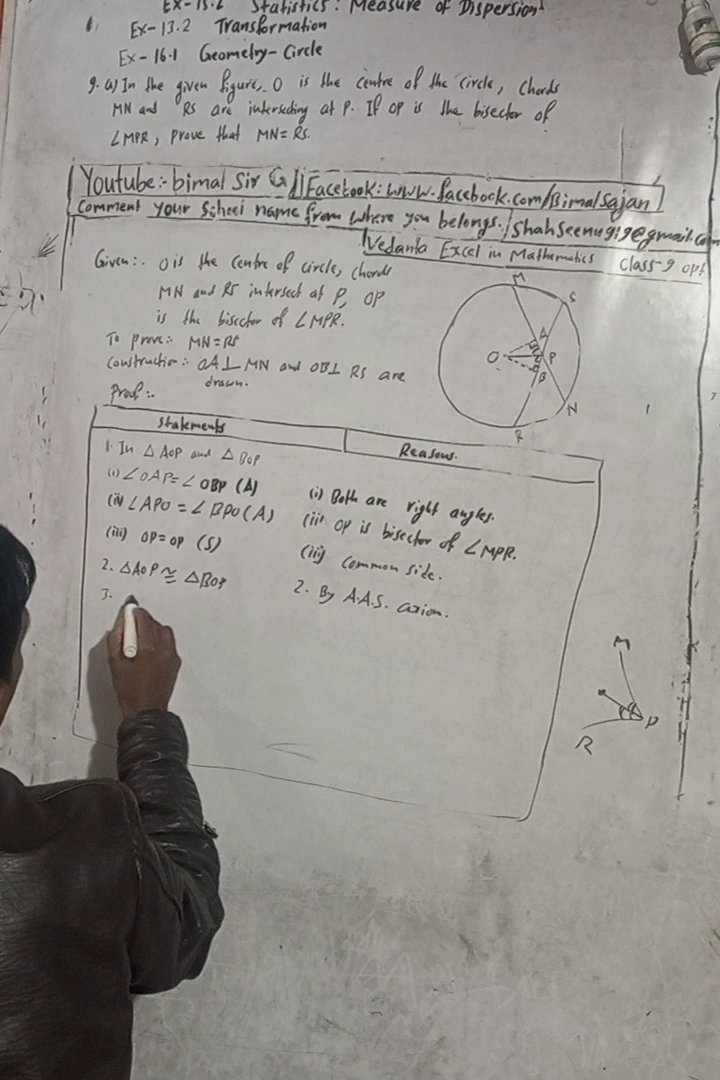 Ex-15.2 Statistics: Measure of Dispersion
Ex-13.2 Transformation
Ex-16.1 Geometry-Circle
9. a) In the given figure, O is the centre of the circle, chords
MN and RS are intersecting at P. If OP is the bisector of
∠MPR, prove that MN = RS.
Youtube:- bimal Sir G || Facebook: www.facebook.com/Bimalsajan
Comment your School name from where you belongs. / shahseenu919@gmail.com
Vedanta Excel in Mathematics Class-9 opt
Given:- O is the centre of circle, chords
MN and RS intersect at P, OP
is the bisector of ∠MPR.
To prove:- MN = RS
Construction:- OA⊥MN and OB⊥RS are
drawn.
Proof:-
M
S
A
O
P
B
N
R
Statements
Reasons.
1. In △AOP and △BOP
(i) ∠OAP = ∠OBP (A)
(i) Both are right angles.
(ii) ∠APO = ∠BPO (A)
(ii) OP is bisector of ∠MPR.
(iii) OP = OP (S)
(iii) Common side.
2. △AOP ≅ △BOP
2. By A.A.S. axiom.
3.
M
P
R